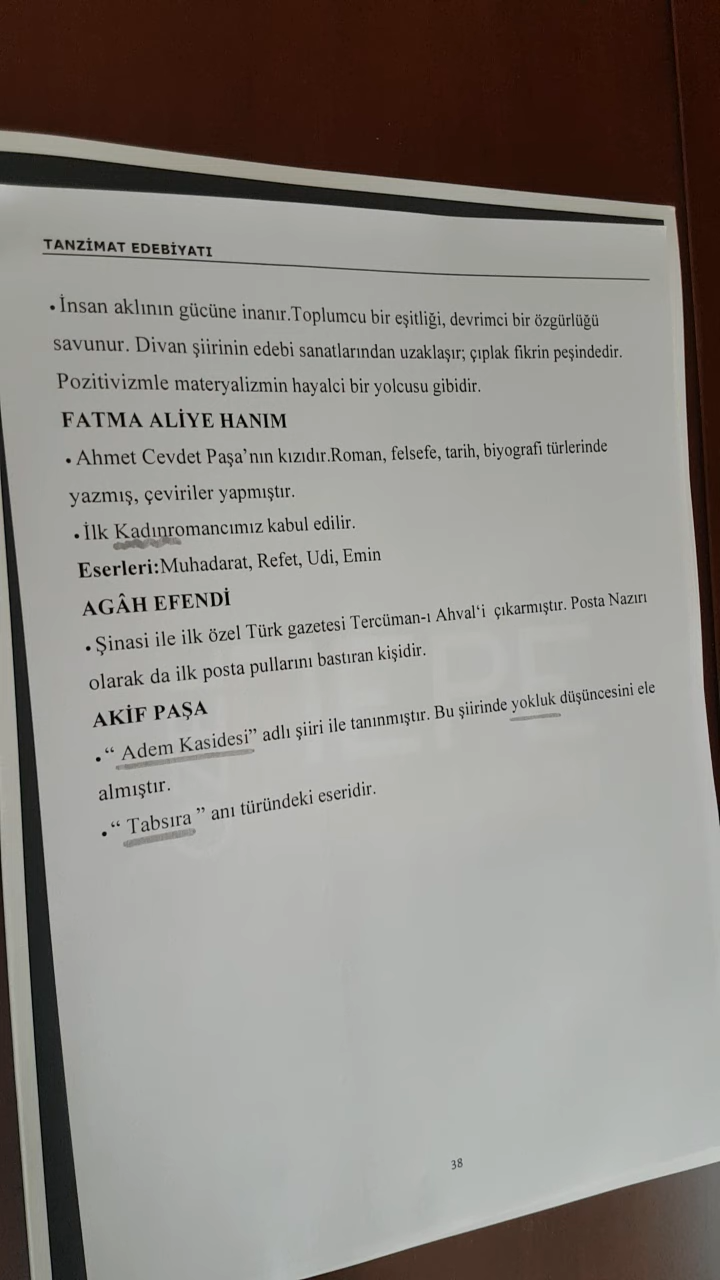 TANZİMAT EDEBİYATI
• İnsan aklının gücüne inanır.Toplumcu bir eşitliği, devrimci bir özgürlüğü
savunur. Divan şiirinin edebi sanatlarından uzaklaşır; çıplak fikrin peşindedir.
Pozitivizmle materyalizmin hayalci bir yolcusu gibidir.
FATMA ALİYE HANIM
• Ahmet Cevdet Paşa'nın kızıdır.Roman, felsefe, tarih, biyografi türlerinde
yazmış, çeviriler yapmıştır.
• İlk Kadınromancımız kabul edilir.
Eserleri:Muhadarat, Refet, Udi, Emin
AGÂH EFENDİ
• Şinasi ile ilk özel Türk gazetesi Tercüman-ı Ahval‘i çıkarmıştır. Posta Nazırı
olarak da ilk posta pullarını bastıran kişidir.
AKİF PAŞA
• “ Adem Kasidesi” adlı şiiri ile tanınmıştır. Bu şiirinde yokluk düşüncesini ele
almıştır.
• “ Tabsıra ” anı türündeki eseridir.
38